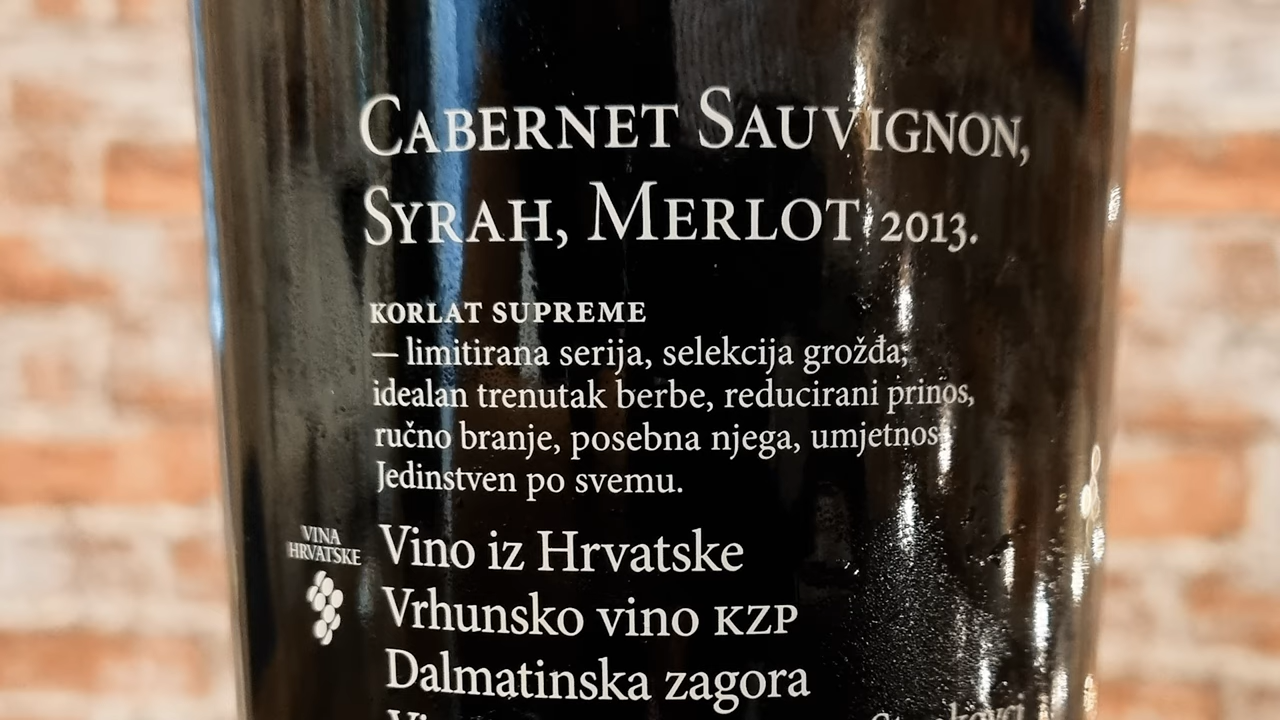 CABERNET SAUVIGNON,
SYRAH, MERLOT 2013.
KORLAT SUPREME
— limitirana serija, selekcija grožđa;
idealan trenutak berbe, reducirani prinos,
ručno branje, posebna njega,
Jedinstven po svemu.
VINA
HRVATSKE
Vino iz Hrvatske
Vrhunsko vino KZP
Dalmatinska zagora